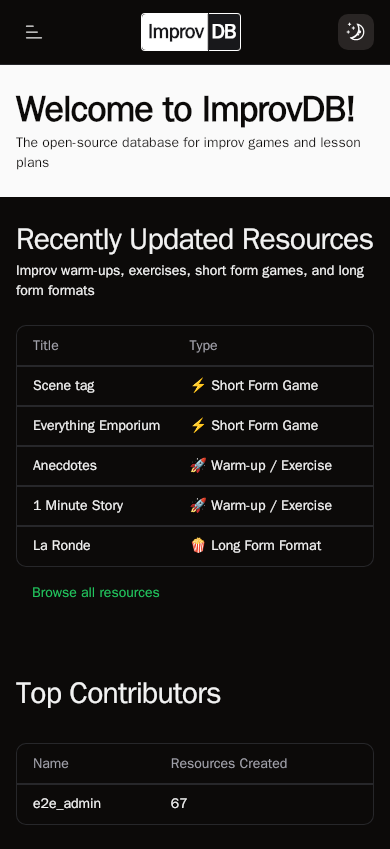 Improv DB
Welcome to ImprovDB!
The open-source database for improv games and lesson
plans
Recently Updated Resources
Improv warm-ups, exercises, short form games, and long
form formats
Title Type
Scene tag ⚡ Short Form Game
Everything Emporium ⚡ Short Form Game
Anecdotes 🚀 Warm-up / Exercise
1 Minute Story 🚀 Warm-up / Exercise
La Ronde 🍿 Long Form Format
Browse all resources
Top Contributors
Name Resources Created
e2e_admin 67